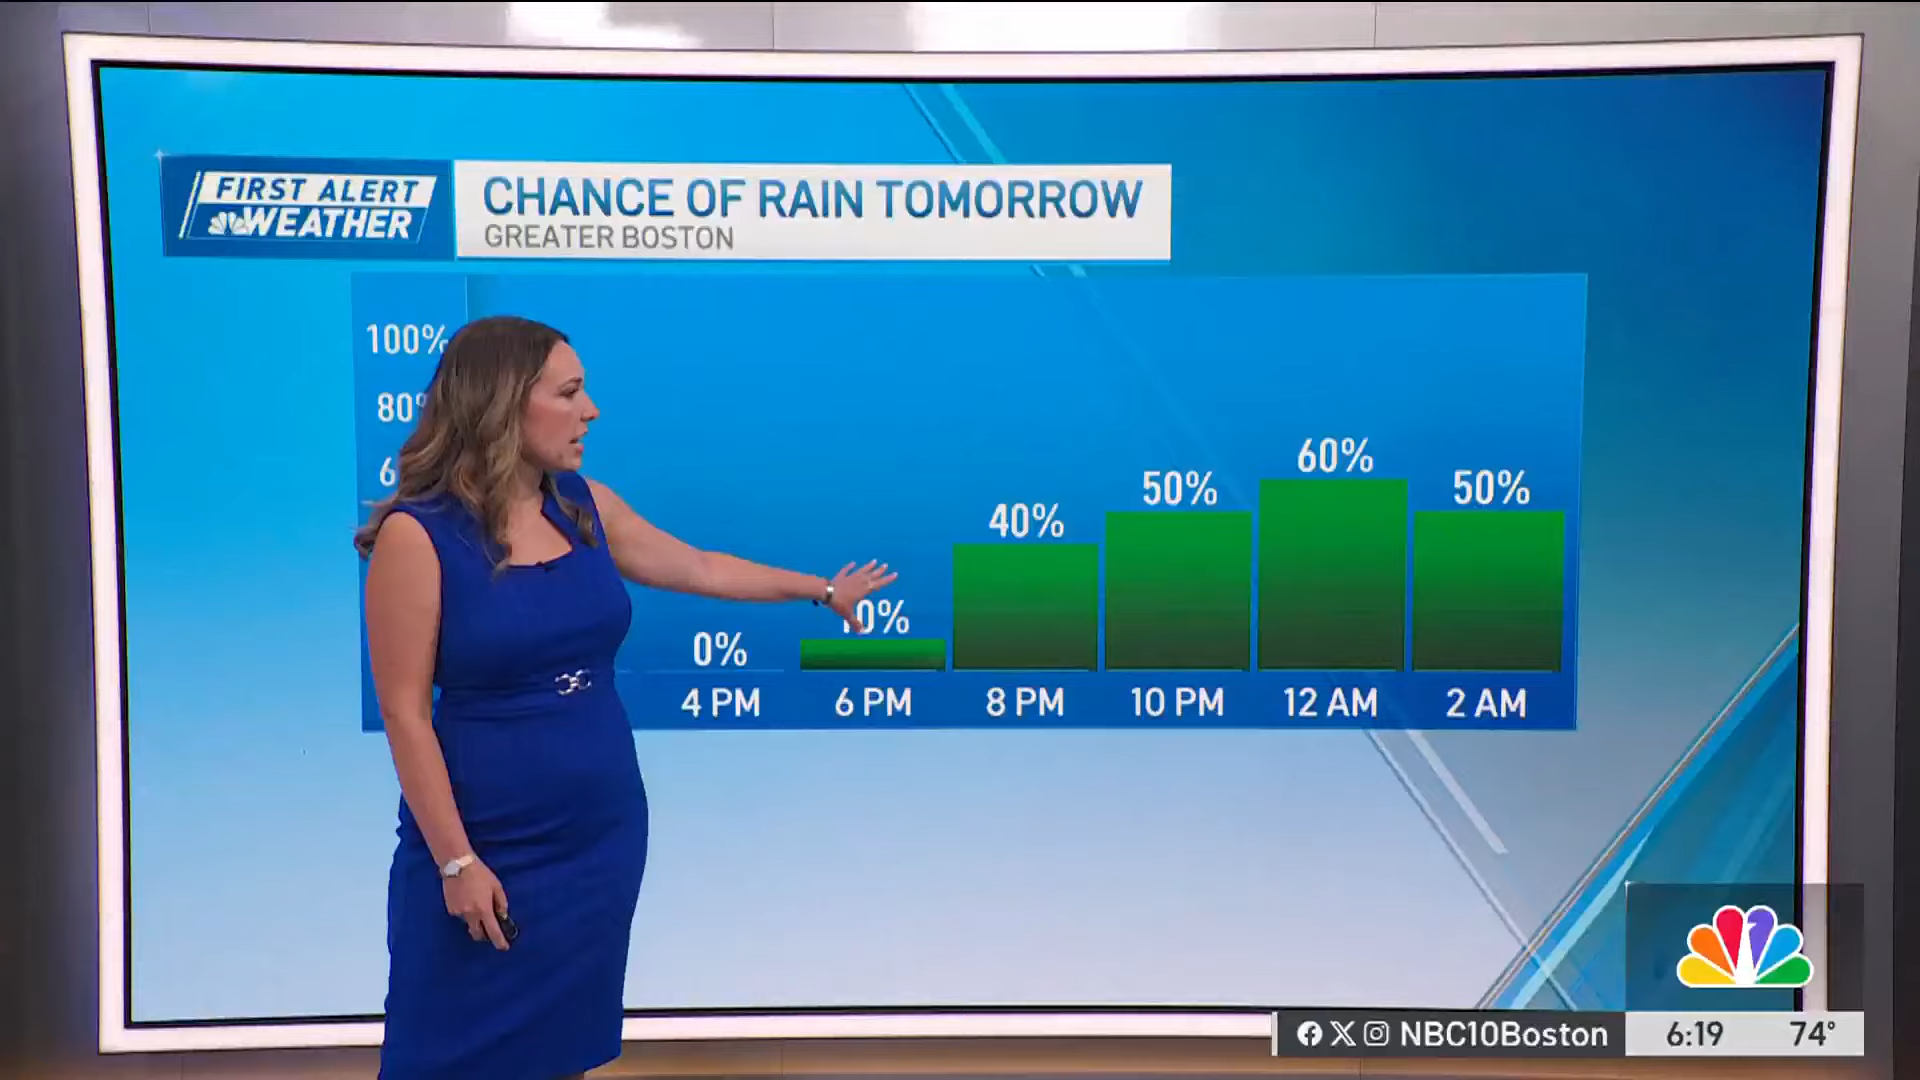 FIRST ALERT
WEATHER
CHANCE OF RAIN TOMORROW
GREATER BOSTON
100%
0%
40%
50%
60%
50%
4 PM
6 PM
8 PM
10 PM
12 AM
2 AM
NBC10Boston
6:19
74°